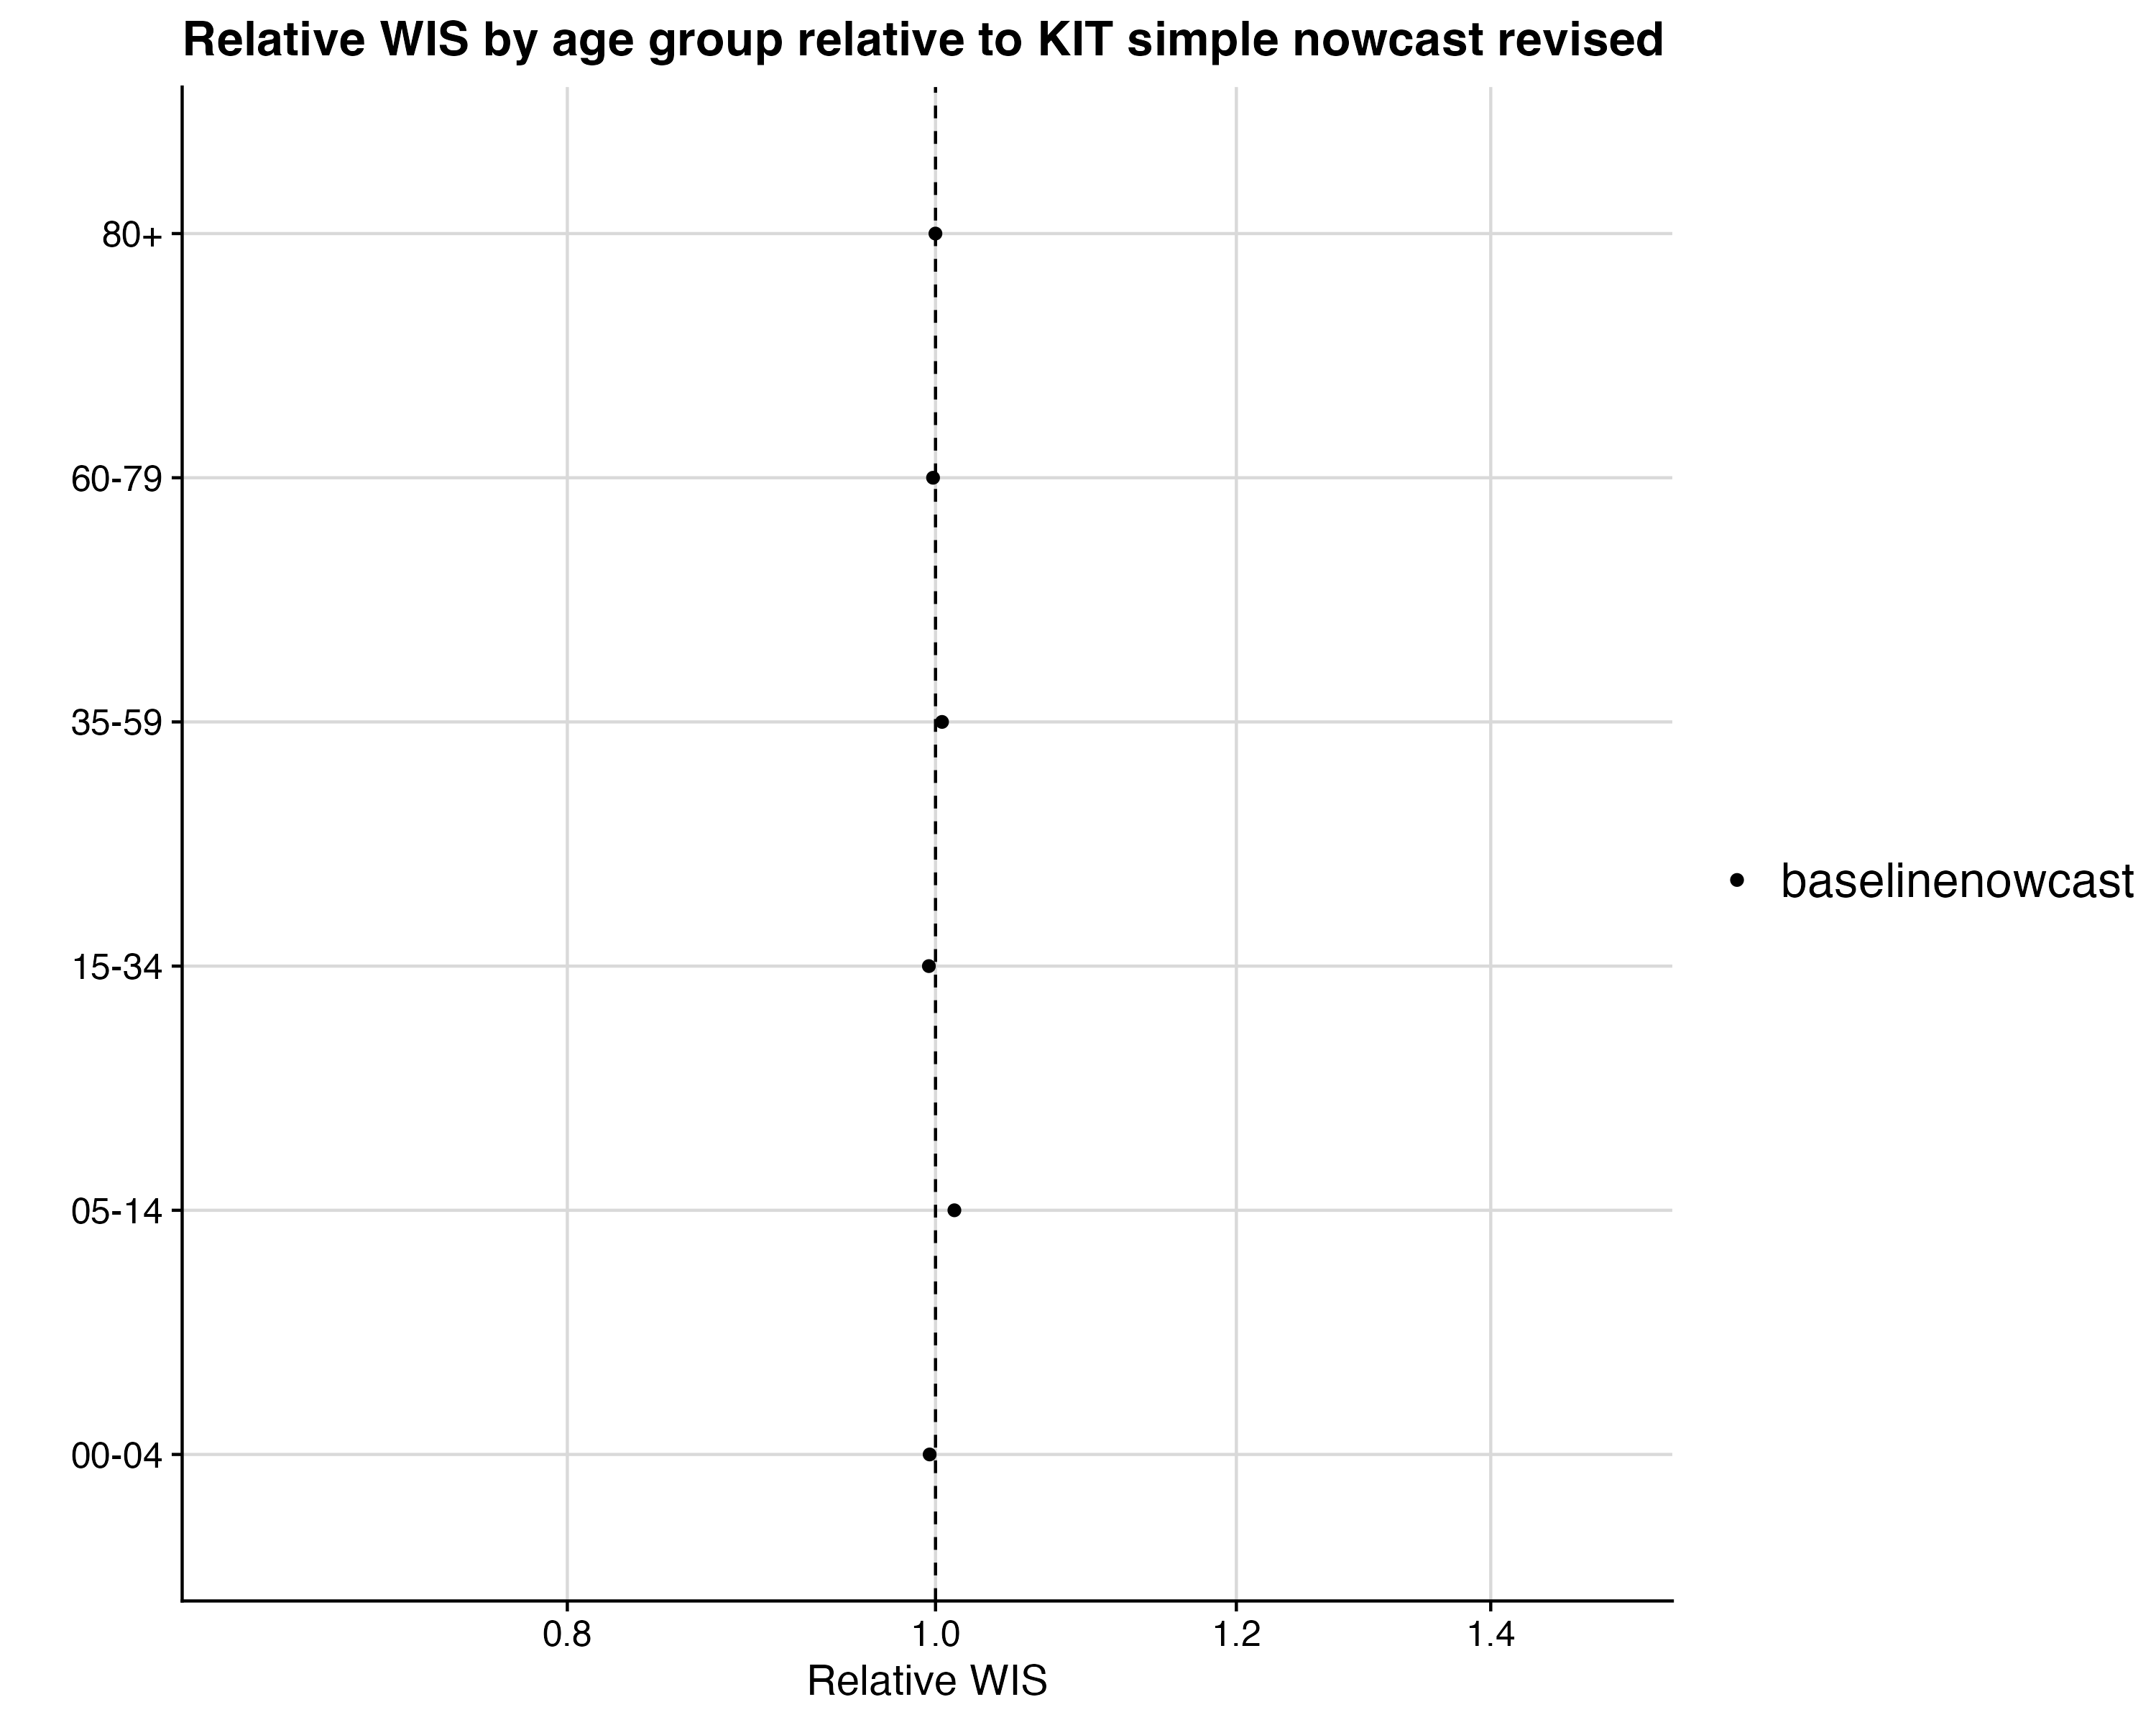 Relative WIS by age group relative to KIT simple nowcast revised
80+
60-79
35-59
15-34
05-14
00-04
0.8 1.0 1.2 1.4
Relative WIS
baselinenowcast